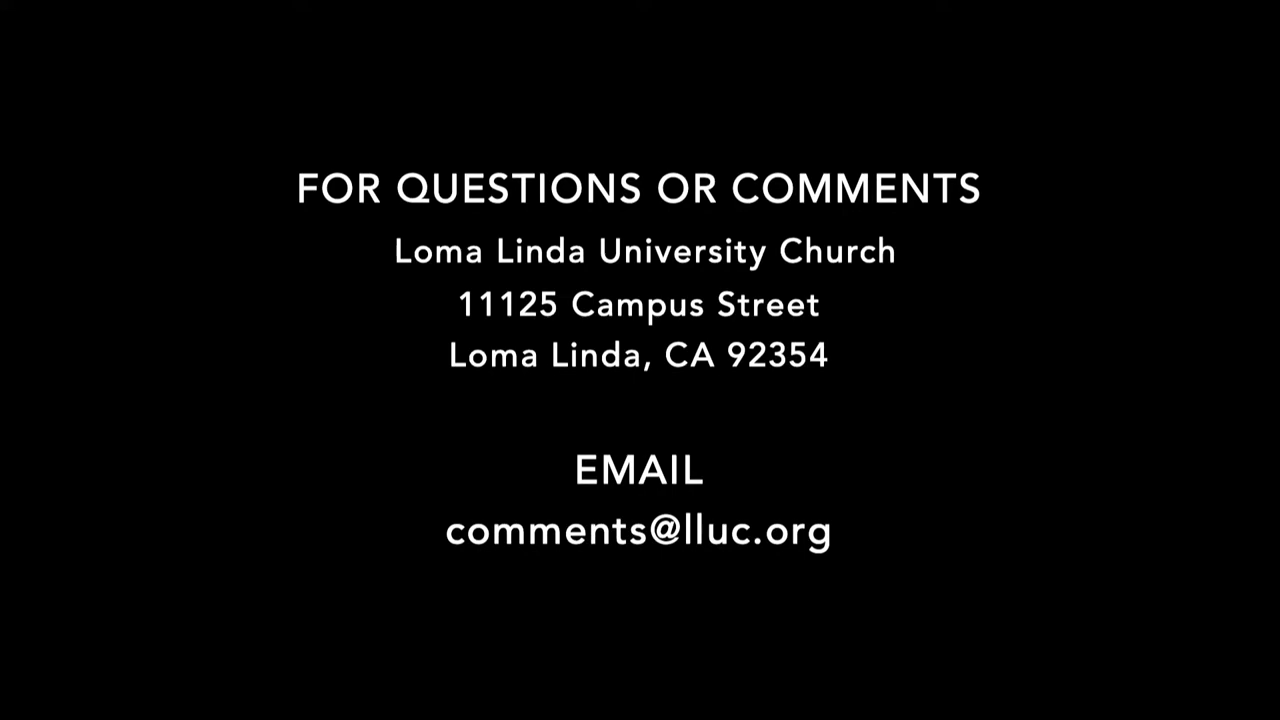 FOR QUESTIONS OR COMMENTS
Loma Linda University Church
11125 Campus Street
Loma Linda, CA 92354
EMAIL
comments@lluc.org